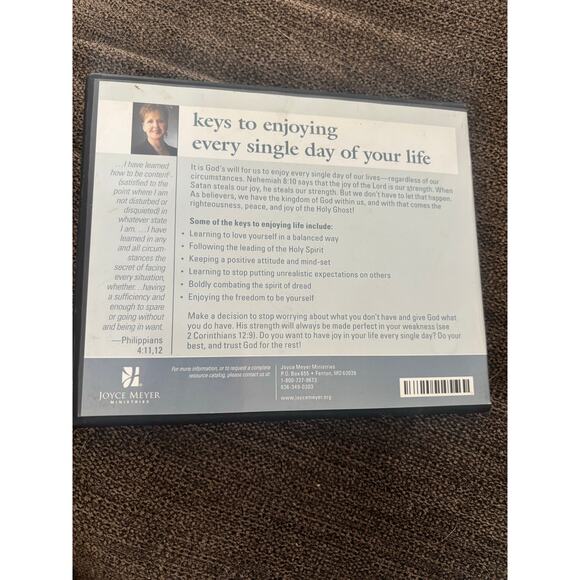 keys to enjoying
every single day of your life
...I have learned
how to be content
(satisfied to the
point where I am
not disturbed or
disquieted) in
whatever state
I am. ...I have
learned in any
and all circum-
stances the
secret of facing
every situation,
whether...having
a sufficiency and
enough to spare
or going without
and being in want.
—Philippians
4:11,12
It is God's will for us to enjoy every single day of our lives—regardless of our
circumstances. Nehemiah 8:10 says that the joy of the Lord is our strength. When
Satan steals our joy, he steals our strength. But we don't have to let that happen.
As believers, we have the kingdom of God within us, and with that comes the
righteousness, peace, and joy of the Holy Ghost!
Some of the keys to enjoying life include:
• Learning to love yourself in a balanced way
• Following the leading of the Holy Spirit
• Keeping a positive attitude and mind-set
• Learning to stop putting unrealistic expectations on others
• Boldly combating the spirit of dread
• Enjoying the freedom to be yourself
Make a decision to stop worrying about what you don't have and give God what
you do have. His strength will always be made perfect in your weakness (see
2 Corinthians 12:9). Do you want to have joy in your life every single day? Do your
best, and trust God for the rest!
JOYCE MEYER
MINISTRIES
For more information, or to request a complete
resource catalog, please contact us at:
Joyce Meyer Ministries
P.O. Box 655 • Fenton, MO 63026
1-800-727-9673
636-349-0303
www.joycemeyer.org